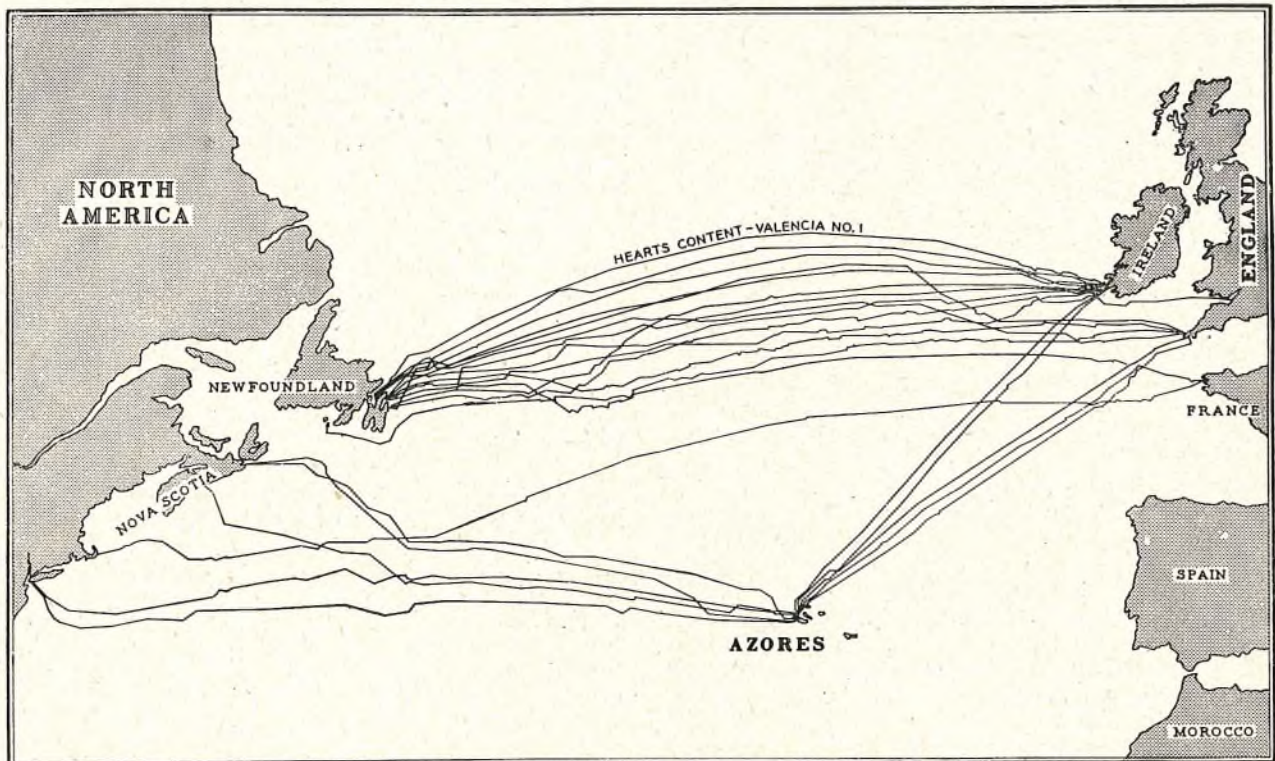 NORTH
AMERICA
HEARTS CONTENT-VALENCIA NO. 1
IRELAND
ENGLAND
NEWFOUNDLAND
FRANCE
NOVA SCOTIA
SPAIN
AZORES
MOROCCO